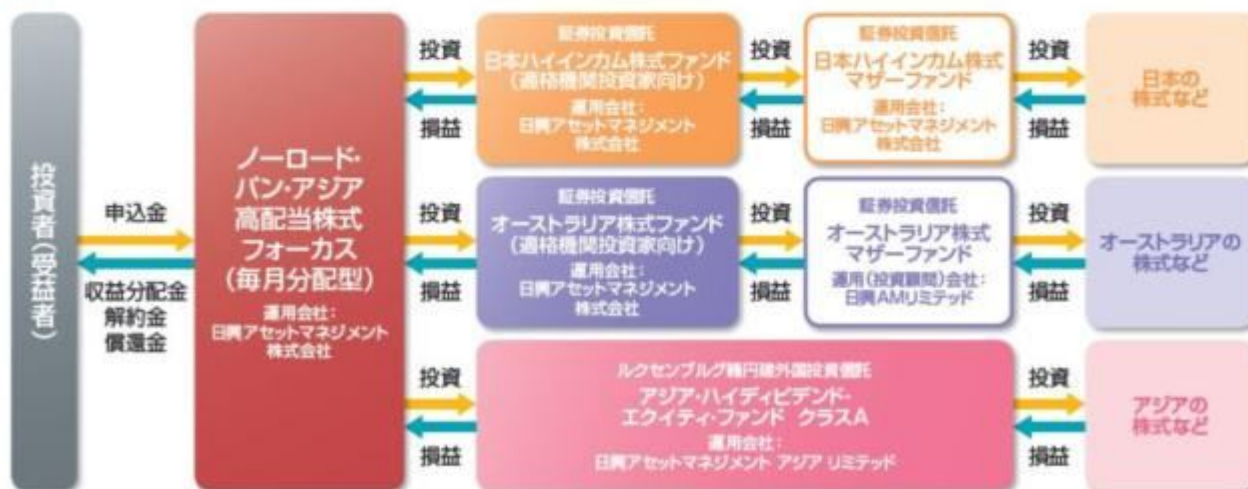 投資者(受益者)
申込金
収益分配金
解約金
償還金
ノーロード・
パン・アジア
高配当株式
フォーカス
(毎月分配型)
運用会社:
日興アセットマネジメント
株式会社
投資
損益
証券投資信託
日本ハイインカム株式ファンド
(適格機関投資家向け)
運用会社:
日興アセットマネジメント
株式会社
投資
損益
証券投資信託
日本ハイインカム株式
マザーファンド
運用会社:
日興アセットマネジメント
株式会社
投資
損益
日本の
株式など
投資
損益
証券投資信託
オーストラリア株式ファンド
(適格機関投資家向け)
運用会社:
日興アセットマネジメント
株式会社
投資
損益
証券投資信託
オーストラリア株式
マザーファンド
運用(投資顧問)会社:
日興AMリミテッド
投資
損益
オーストラリアの
株式など
投資
損益
ルクセンブルグ籍円建外国投資信託
アジア・ハイディビデンド・
エクイティ・ファンド クラスA
運用会社:
日興アセットマネジメント アジア リミテッド
投資
損益
アジアの
株式など